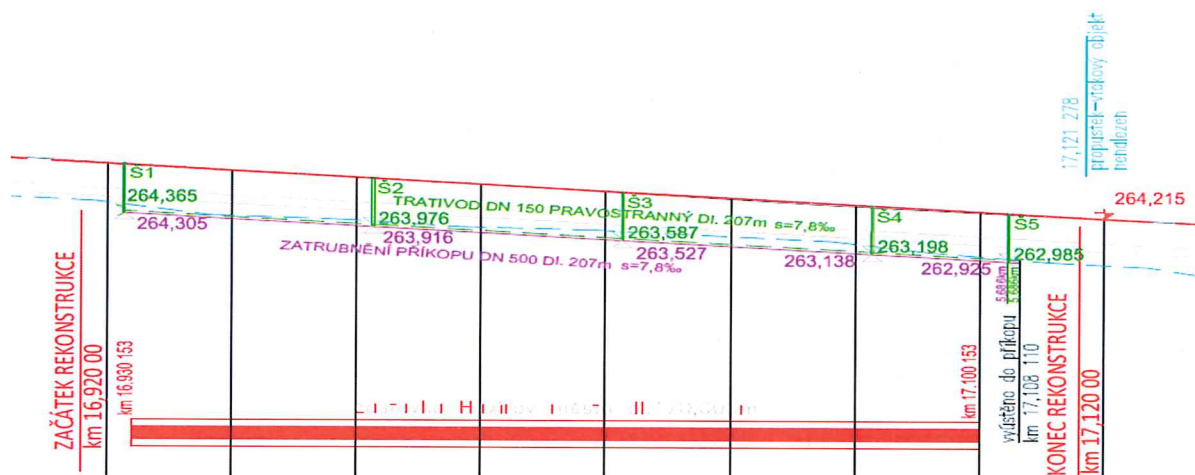 17,121 278
propustek-vtokový objekt
nenalezen
264,215
Š1
264,365
264,305
Š2
TRATIVOD DN 150 PRAVOSTRANNÝ Dl. 207m s=7,8‰
263,976
263,916
Š3
263,587
263,527
ZATRUBNĚNÍ PŘÍKOPU DN 500 Dl. 207m s=7,8‰
Š4
263,198
263,138
Š5
262,985
262,925
ZAČÁTEK REKONSTRUKCE
km 16,920 00
km 16.930 153
km 17.100 153
vyústěno do příkopu
km 17,108 110
KONEC REKONSTRUKCE
km 17,120 00